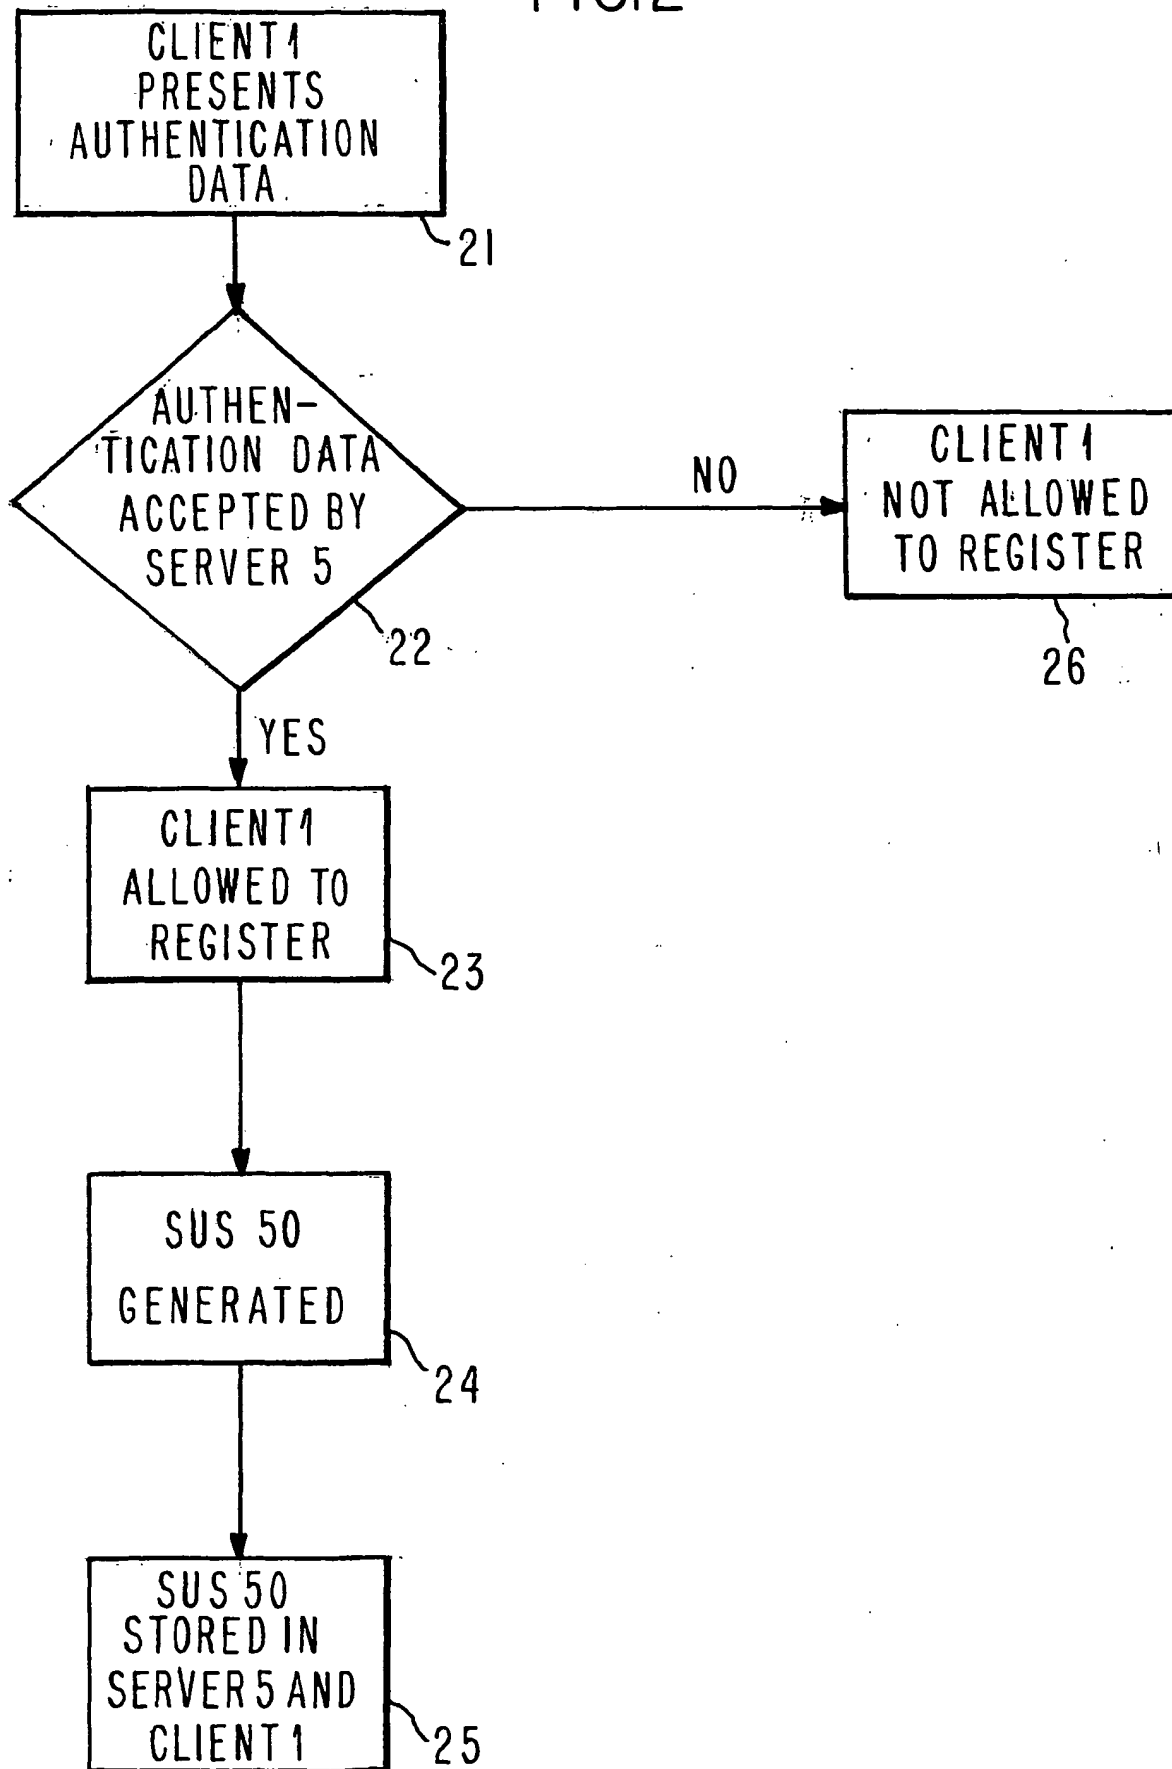 CLIENT 1
PRESENTS
AUTHENTICATION
DATA
21
AUTHEN-
TICATION DATA
ACCEPTED BY
SERVER 5
22
NO
CLIENT 1
NOT ALLOWED
TO REGISTER
26
YES
CLIENT 1
ALLOWED TO
REGISTER
23
SUS 50
GENERATED
24
SUS 50
STORED IN
SERVER 5 AND
CLIENT 1
25